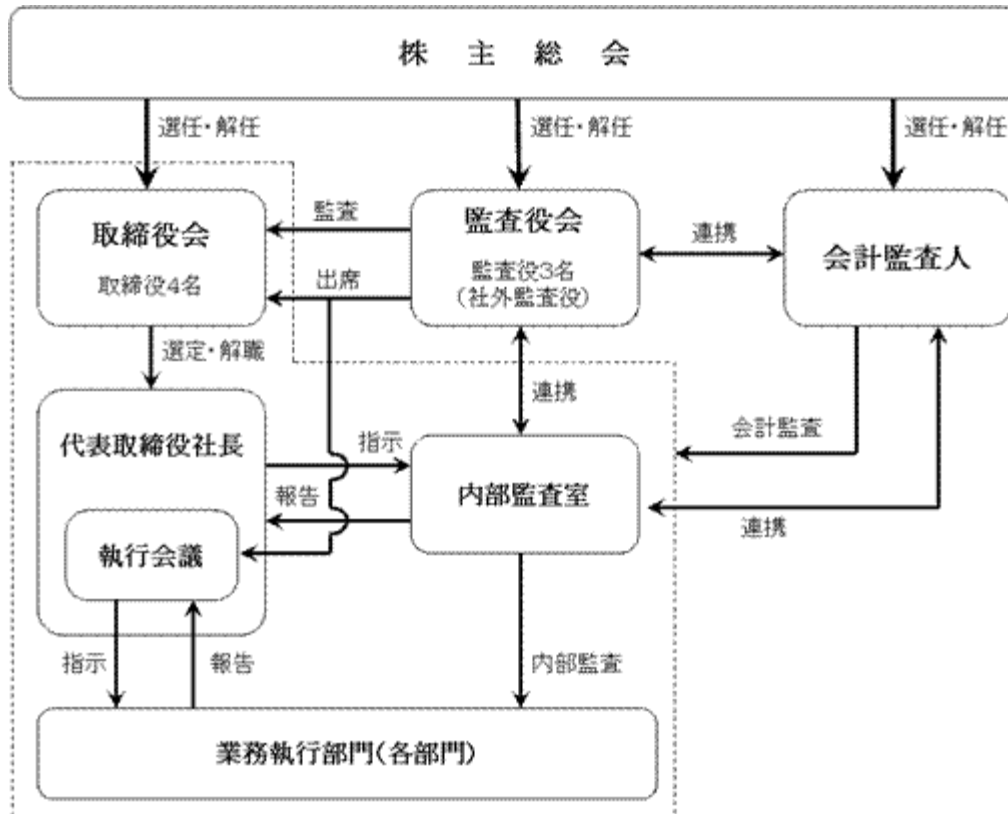 株主総会
選任・解任
選任・解任
選任・解任
取締役会
取締役4名
監査
出席
監査役会
監査役3名
（社外監査役）
連携
会計監査人
選定・解職
連携
会計監査
代表取締役社長
指示
報告
内部監査室
連携
執行会議
指示
報告
内部監査
業務執行部門（各部門）